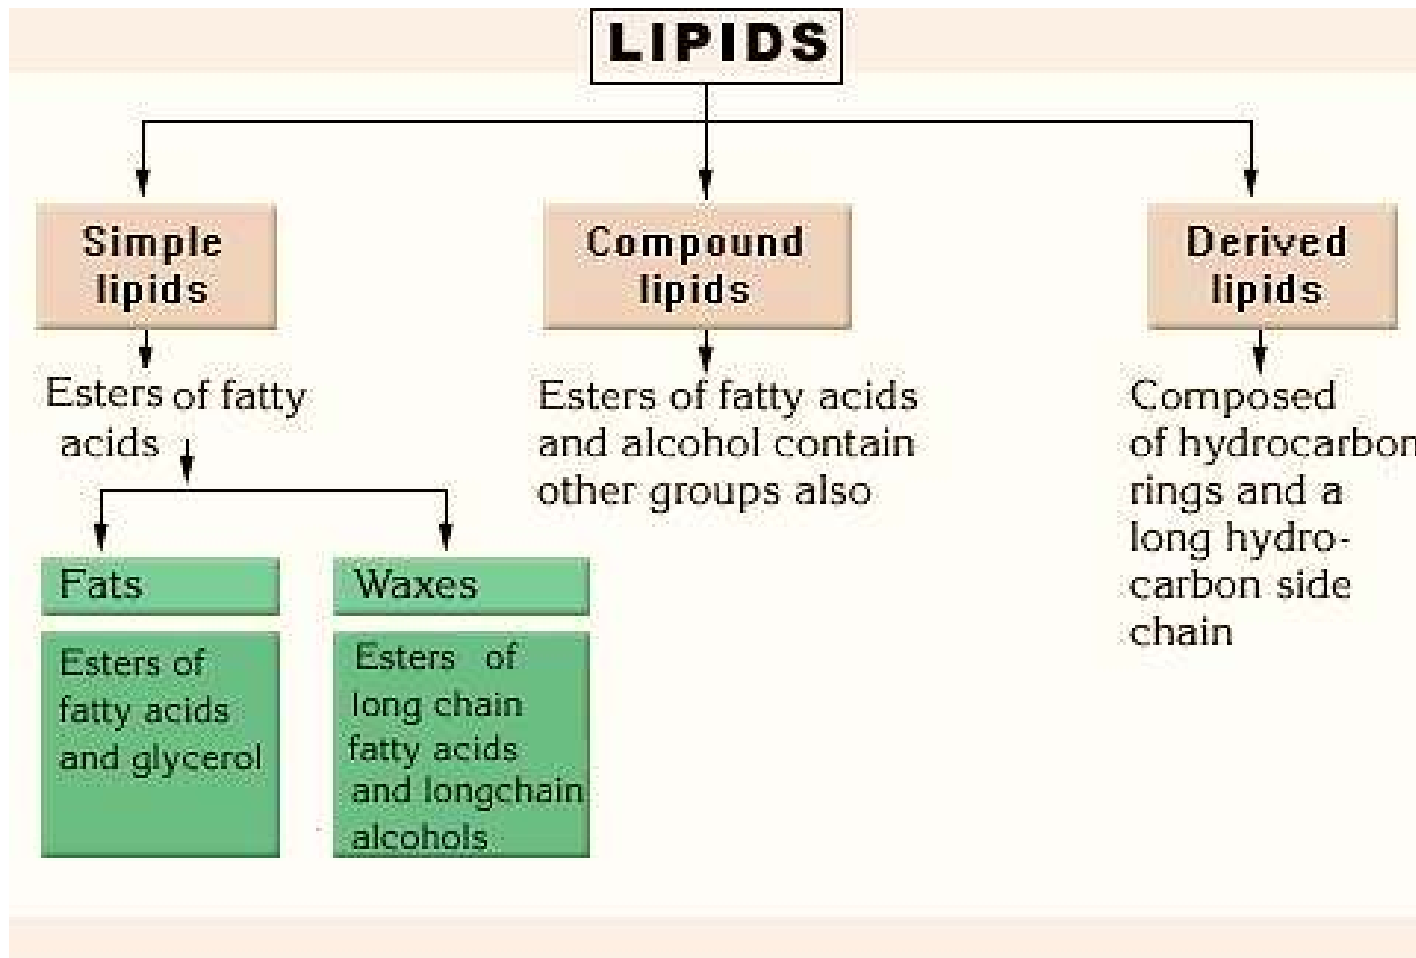 LIPIDS
Simple
lipids
Esters of fatty
acids
Fats
Esters of
fatty acids
and glycerol
Waxes
Esters of
long chain
fatty acids
and longchain
alcohols
Compound
lipids
Esters of fatty acids
and alcohol contain
other groups also
Derived
lipids
Composed
of hydrocarbon
rings and a
long hydro-
carbon side
chain